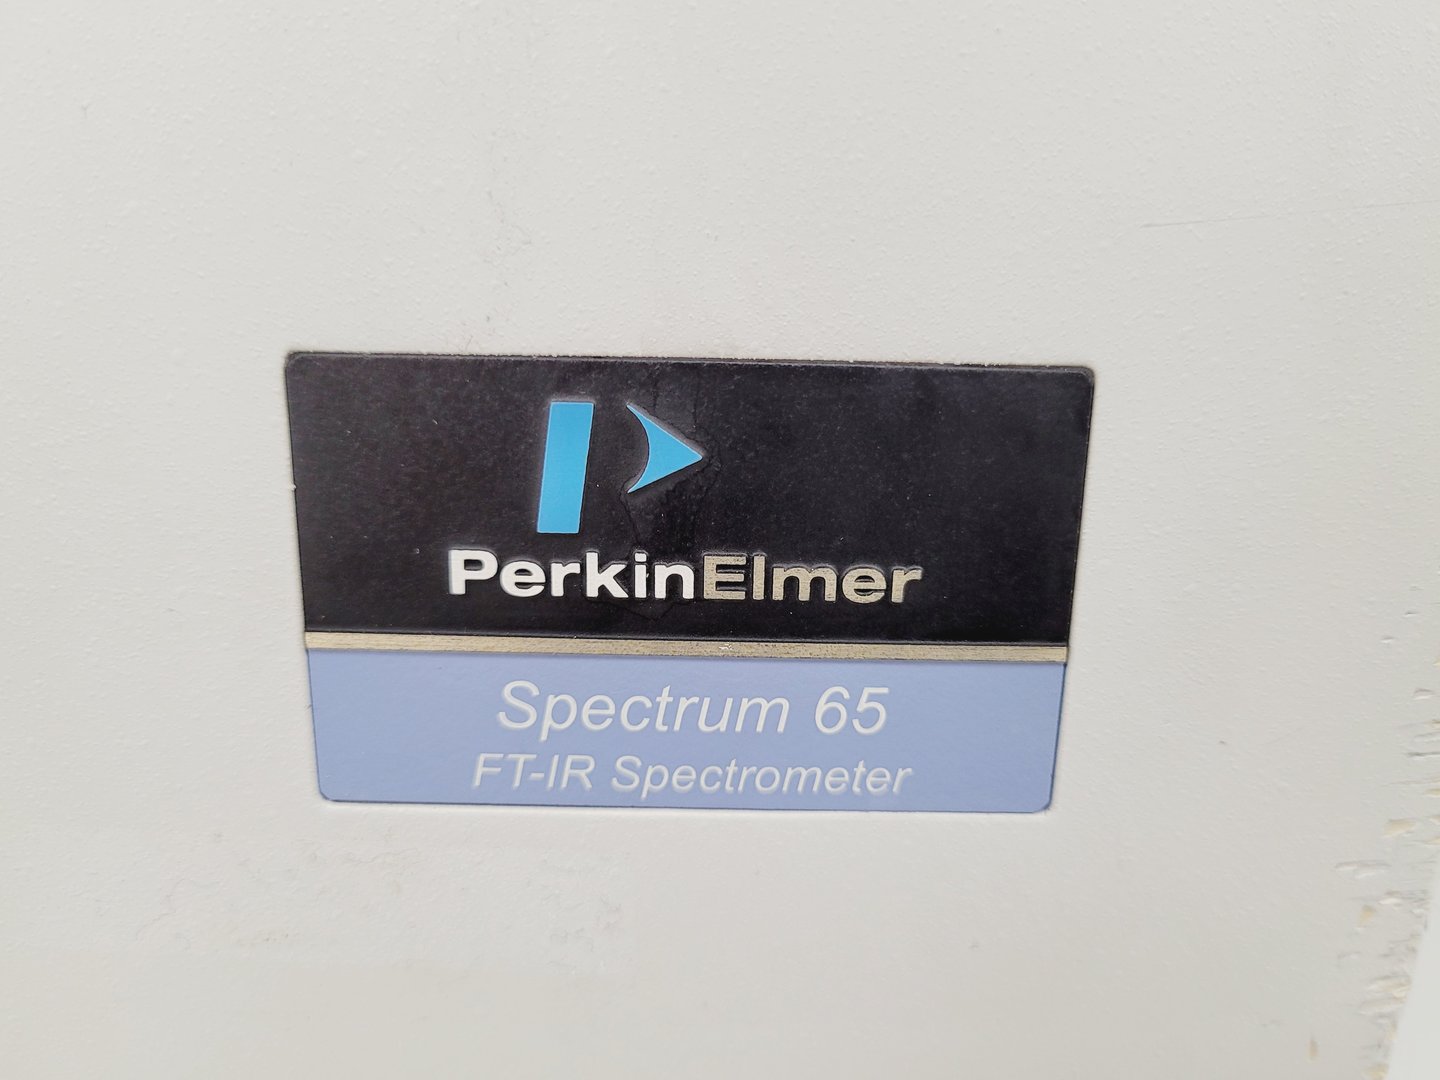 PerkinElmer
Spectrum 65
FT-IR Spectrometer